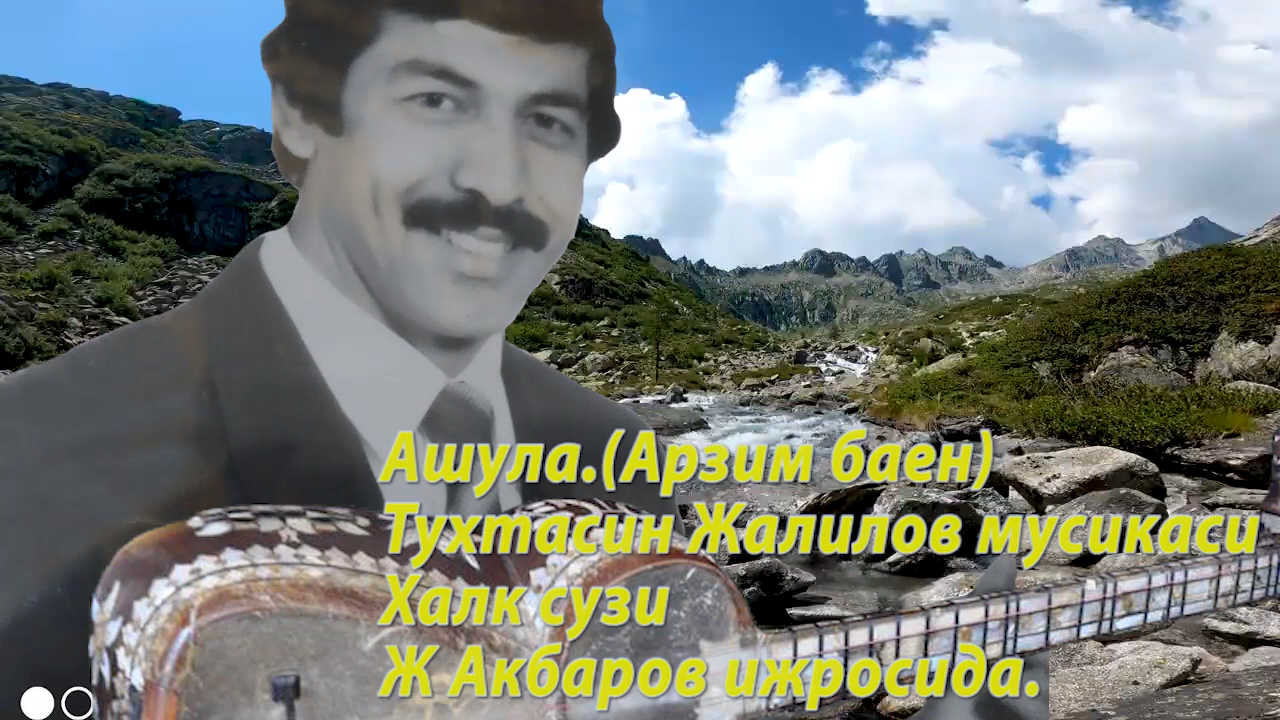 Ашула.(Арзим баен)
Тухтасин Жалилов мусикаси
Халк сузи
Ж Акбаров ижросида.